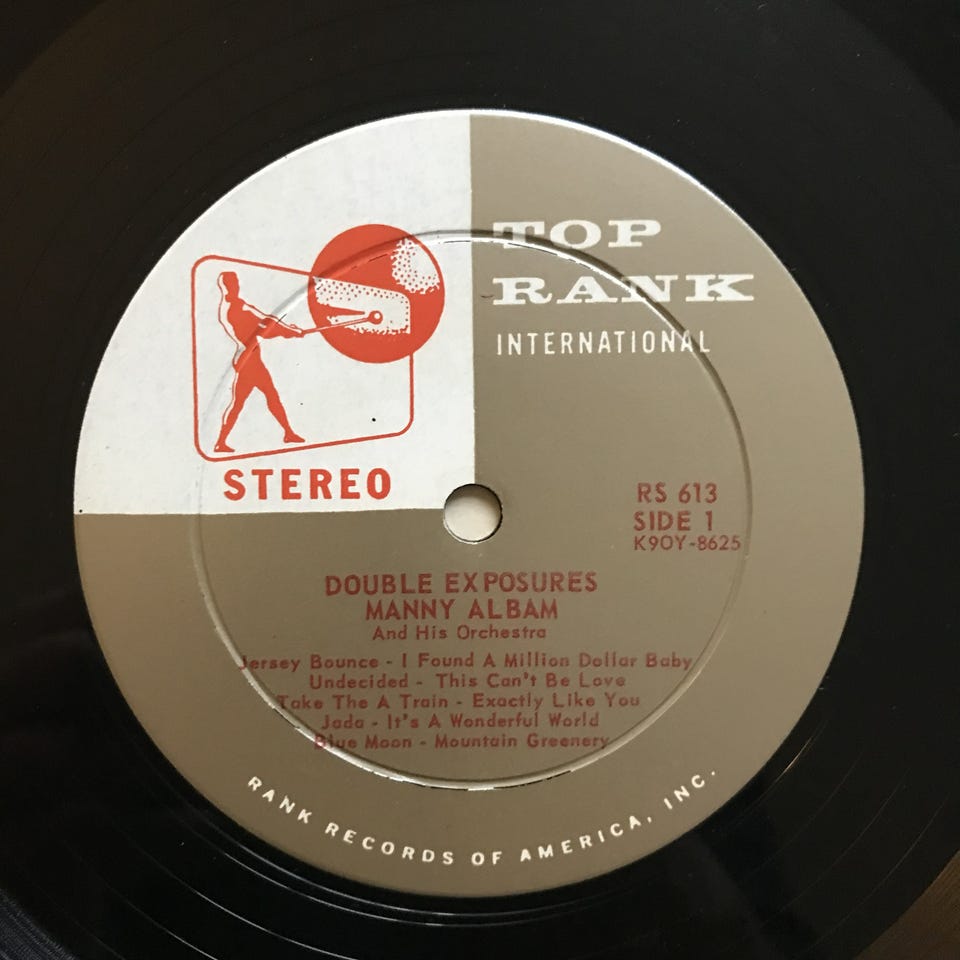 TOP
RANK
INTERNATIONAL
STEREO
RS 613
SIDE 1
K9OY-8625
DOUBLE EXPOSURES
MANNY ALBAM
And His Orchestra
Jersey Bounce - I Found A Million Dollar Baby
Undecided - This Can't Be Love
Take The A Train - Exactly Like You
Jada - It's A Wonderful World
Blue Moon - Mountain Greenery
RANK RECORDS OF AMERICA, INC.